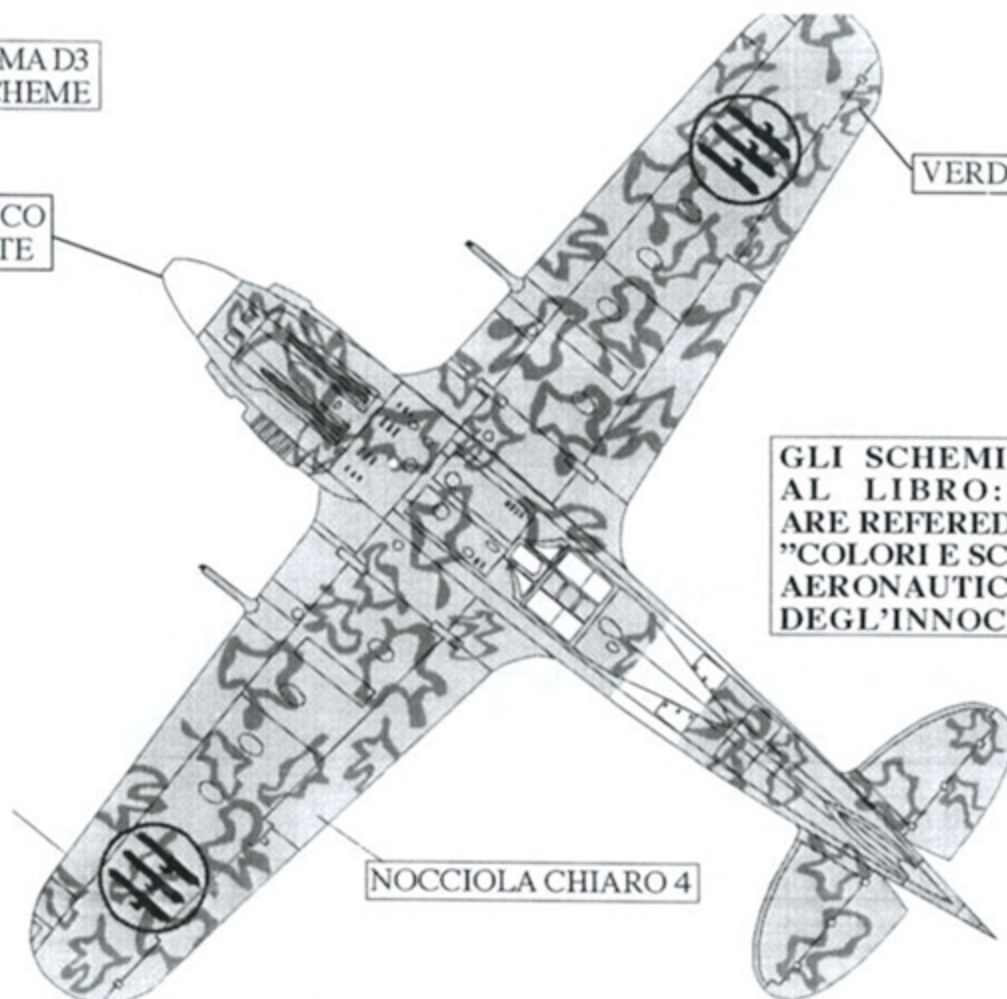 MA D3
CHEME
CO
TE
VERD
GLI SCHEMI
AL LIBRO:
ARE REFERED
”COLORI E SC
AERONAUTIC
DEGL’INNOC
NOCCIOLA CHIARO 4